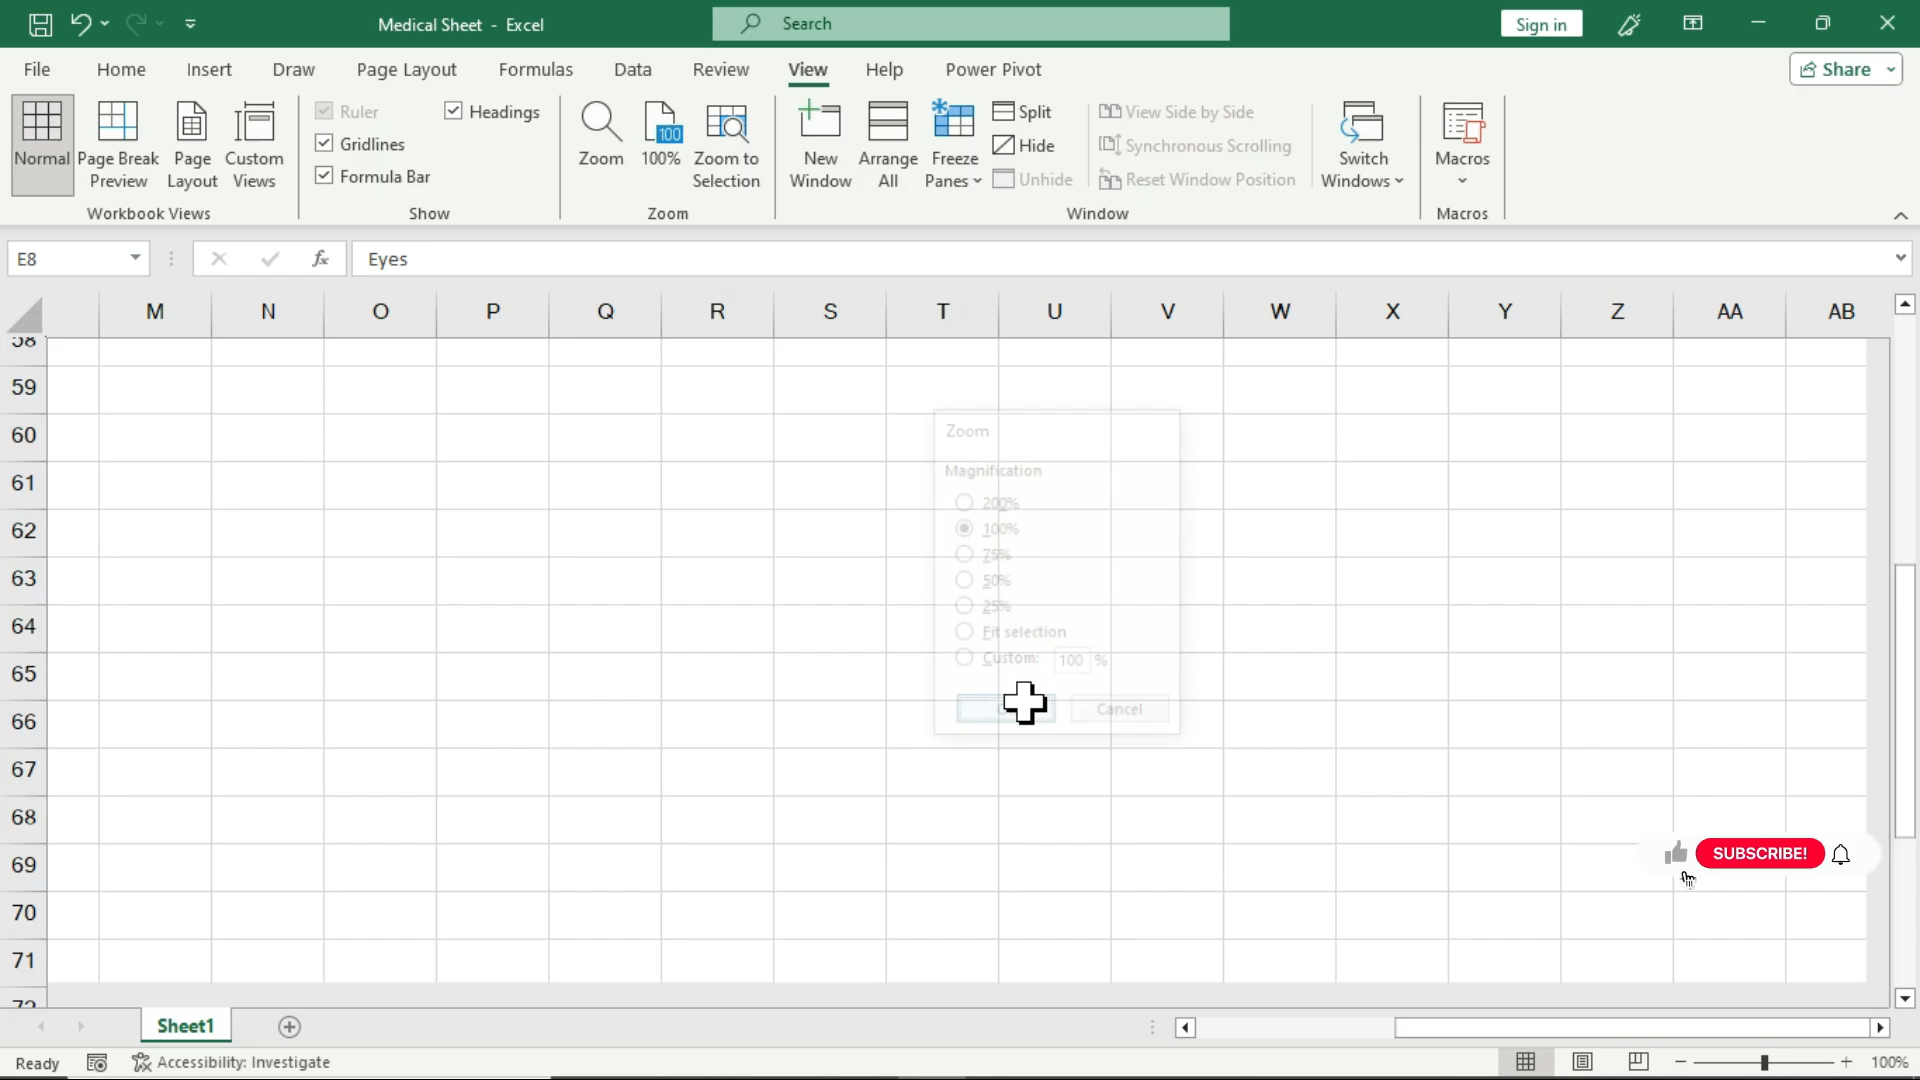 Medical Sheet - Excel
Search
Sign in
File Home Insert Draw Page Layout Formulas Data Review View Help Power Pivot
Share
Normal
Page Break Preview
Page Layout
Custom Views
Workbook Views
Ruler
Gridlines
Formula Bar
Headings
Show
Zoom
100
100%
Zoom to Selection
Zoom
New Window
Arrange All
Freeze Panes
Split
Hide
Unhide
View Side by Side
Synchronous Scrolling
Reset Window Position
Switch Windows
Window
Macros
Macros
E8
fx
Eyes
M N O P Q R S T U V W X Y Z AA AB
58
59
60
61
62
63
64
65
66
67
68
69
70
71
72
Zoom
Magnification
200%
100%
75%
50%
25%
Fit selection
Custom: 100 %
Cancel
SUBSCRIBE!
Sheet1
Ready
Accessibility: Investigate
100%